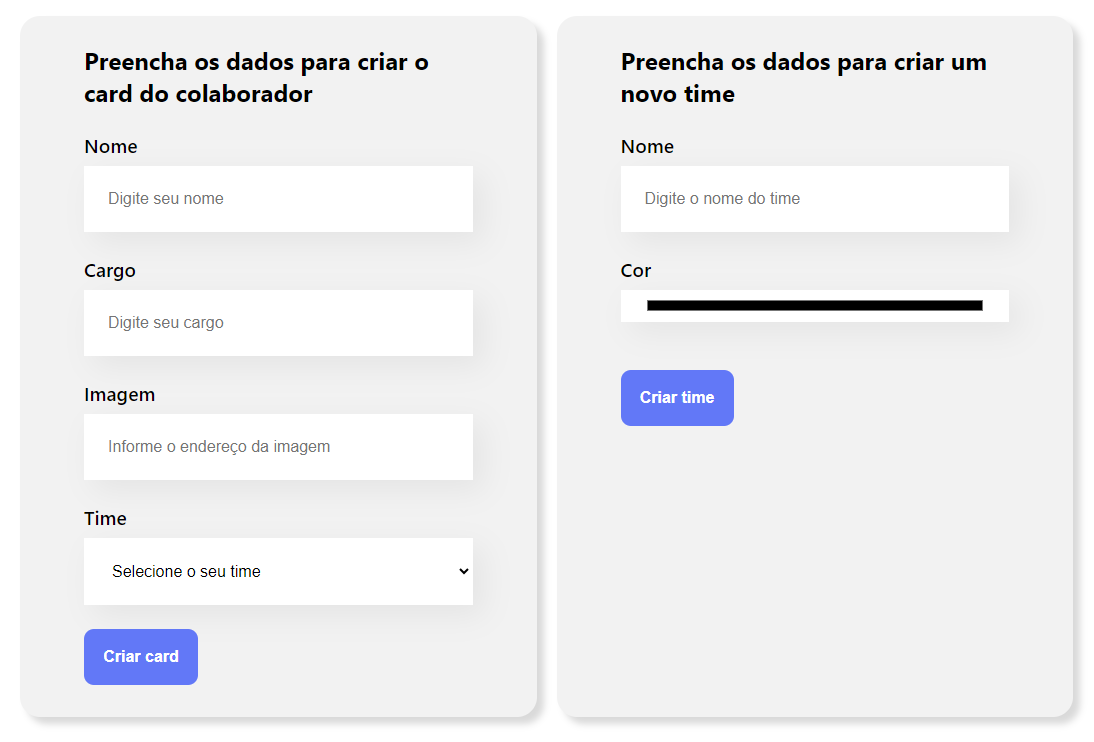 Preencha os dados para criar o
card do colaborador
Nome
Digite seu nome
Cargo
Digite seu cargo
Imagem
Informe o endereço da imagem
Time
Selecione o seu time
Criar card
Preencha os dados para criar um
novo time
Nome
Digite o nome do time
Cor
Criar time